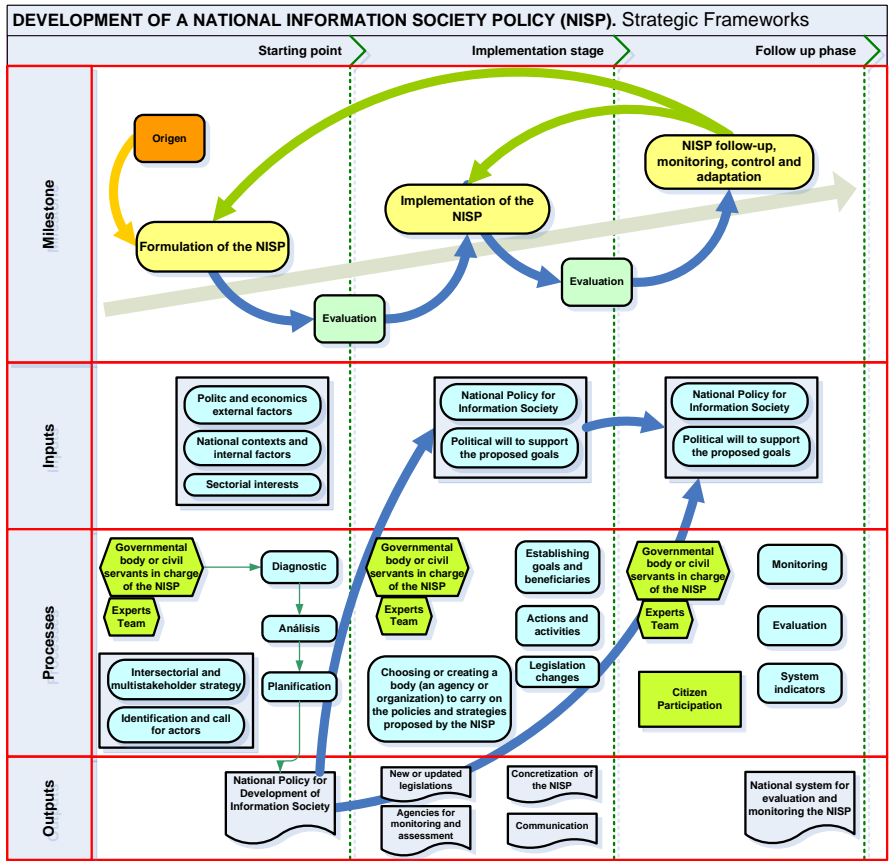 DEVELOPMENT OF A NATIONAL INFORMATION SOCIETY POLICY (NISP). Strategic Frameworks
Starting point
Implementation stage
Follow up phase
Milestone
Origen
Formulation of the NISP
Evaluation
Implementation of the
NISP
Evaluation
NISP follow-up,
monitoring, control and
adaptation
Inputs
Politc and economics
external factors
National contexts and
internal factors
Sectorial interests
National Policy for
Information Society
Political will to support
the proposed goals
National Policy for
Information Society
Political will to support
the proposed goals
Processes
Governmental
body or civil
servants in charge
of the NISP
Experts
Team
Diagnostic
Análisis
Planification
Intersectorial and
multistakeholder strategy
Identification and call
for actors
Governmental
body or civil
servants in charge
of the NISP
Experts
Team
Establishing
goals and
beneficiaries
Actions and
activities
Legislation
changes
Choosing or creating a
body (an agency or
organization) to carry on
the policies and strategies
proposed by the NISP
Governmental
body or civil
servants in charge
of the NISP
Experts
Team
Citizen
Participation
Monitoring
Evaluation
System
indicators
Outputs
National Policy for
Development of
Information Society
New or updated
legislations
Agencies for
monitoring and
assessment
Concretization of
the NISP
Communication
National system for
evaluation and
monitoring the NISP